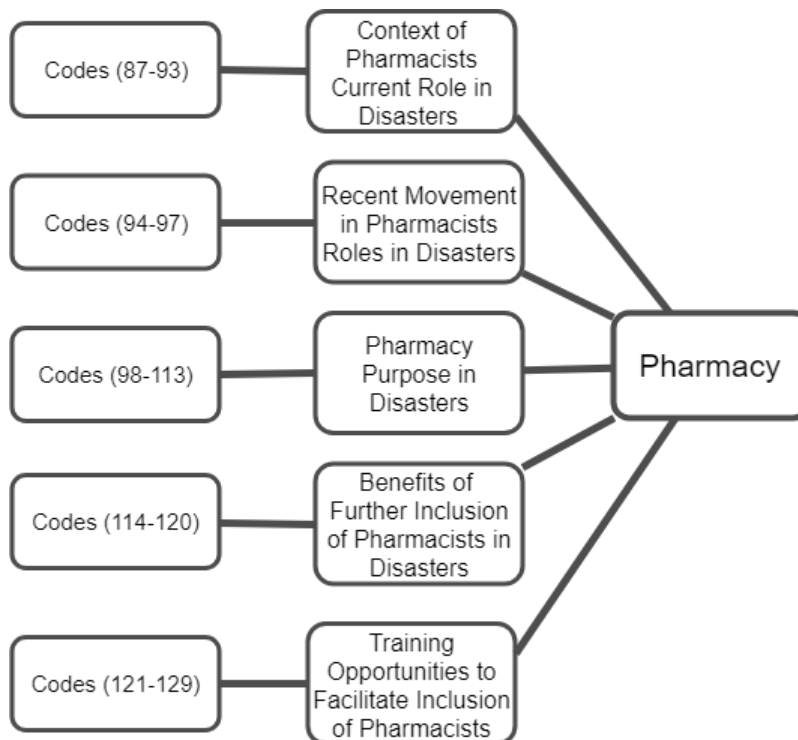 Codes (87-93)
Context of
Pharmacists
Current Role in
Disasters
Codes (94-97)
Recent Movement
in Pharmacists
Roles in Disasters
Codes (98-113)
Pharmacy
Purpose in
Disasters
Codes (114-120)
Benefits of
Further Inclusion
of Pharmacists in
Disasters
Codes (121-129)
Training
Opportunities to
Facilitate Inclusion
of Pharmacists
Pharmacy